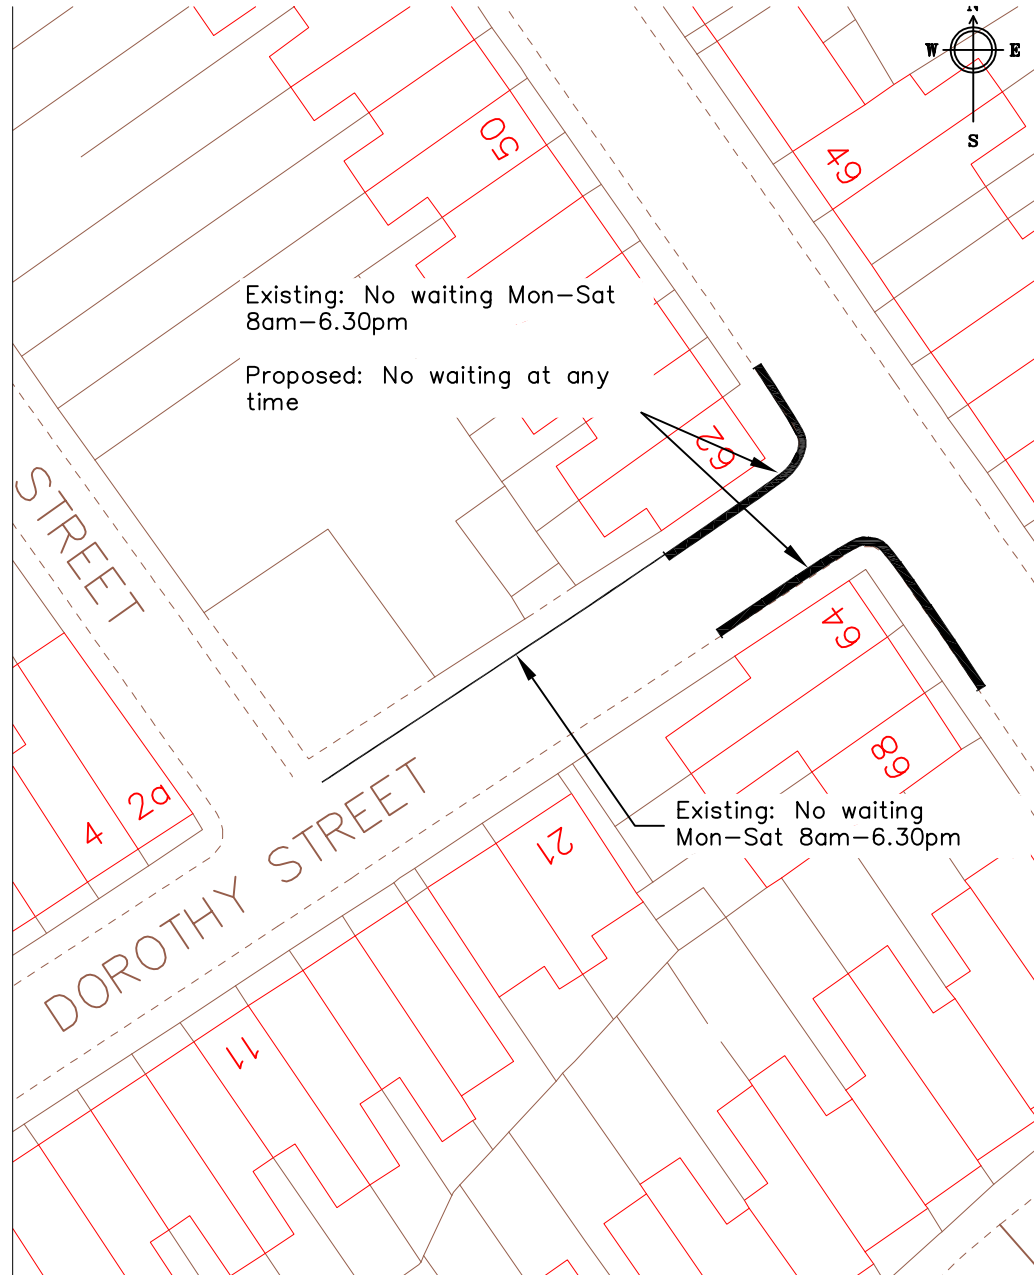 N
W E
S
50
49
Existing: No waiting Mon-Sat
8am-6.30pm
Proposed: No waiting at any
time
62
STREET
64
68
4 2a
Existing: No waiting
Mon-Sat 8am-6.30pm
21
DOROTHY STREET
11